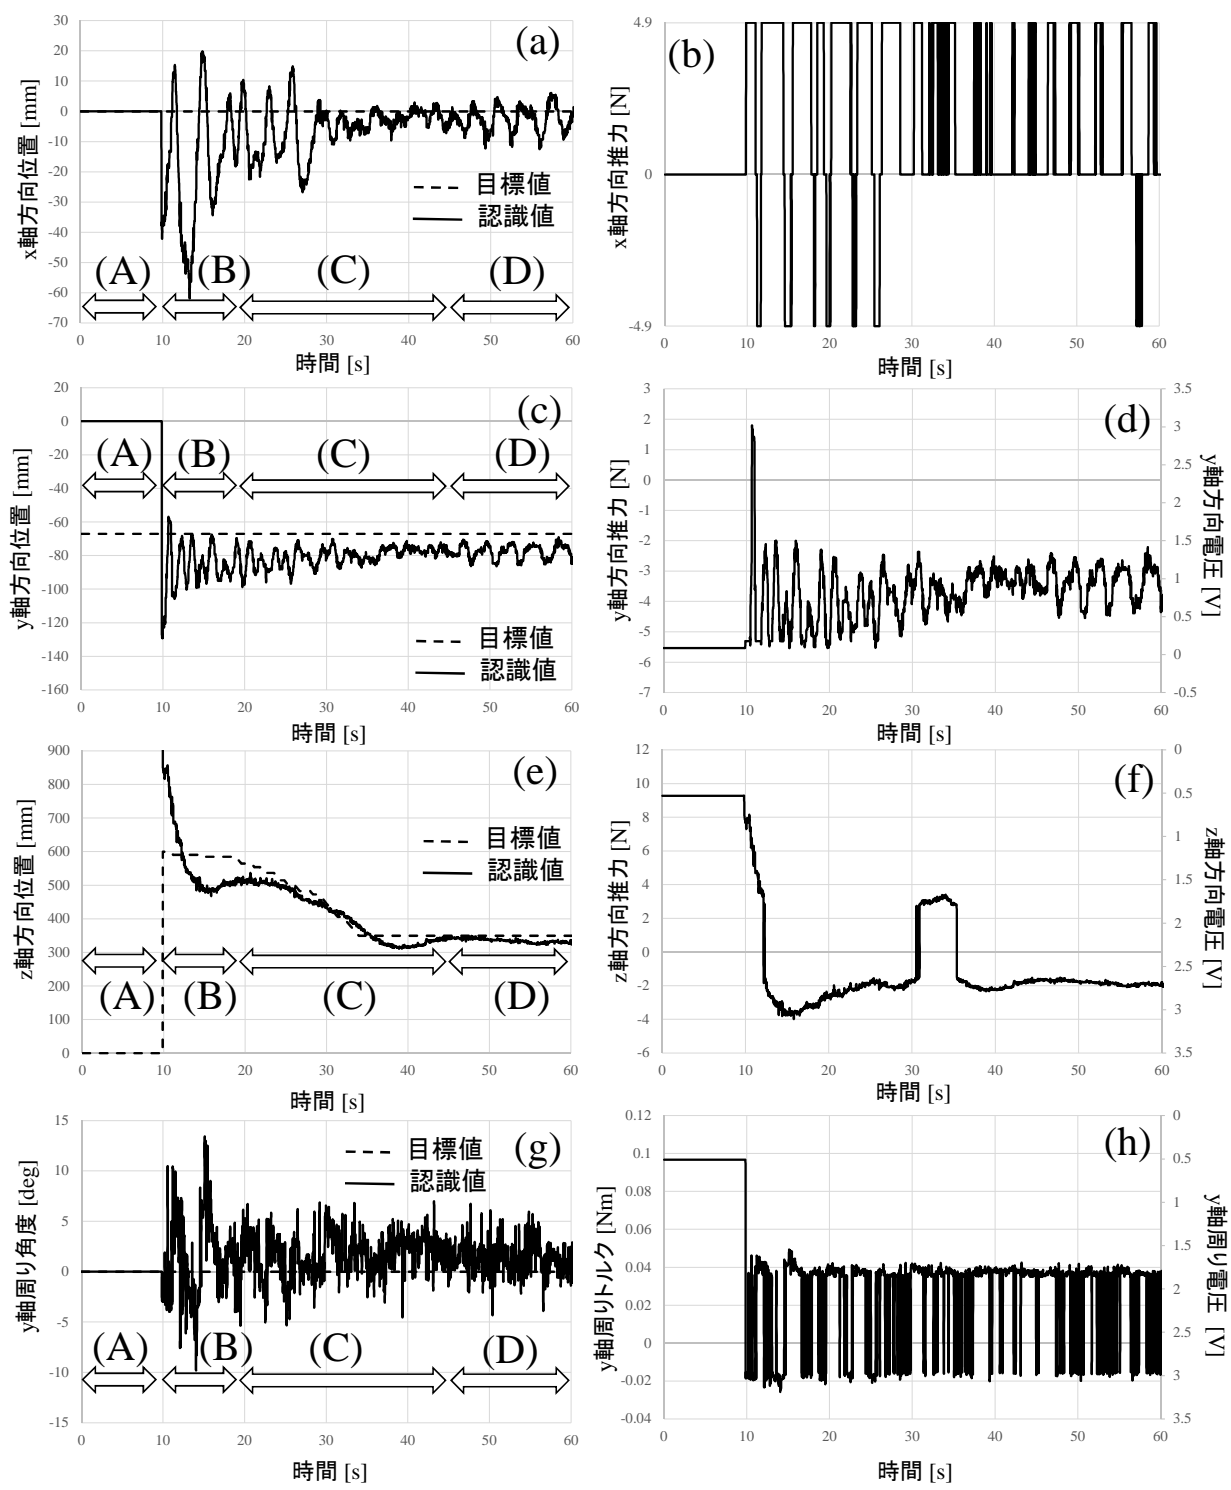 30
20
10
0
-10
-20
-30
-40
-50
-60
-70
x軸方向位置 [mm]
(a)
目標値
認識値
(A)
(B)
(C)
(D)
0
10
20
30
40
50
60
時間 [s]
4.9
0
-4.9
x軸方向推力 [N]
(b)
0
10
20
30
40
50
60
時間 [s]
20
0
-20
-40
-60
-80
-100
-120
-140
-160
y軸方向位置 [mm]
(c)
(A)
(B)
(C)
(D)
目標値
認識値
0
10
20
30
40
50
60
時間 [s]
3
2
1
0
-1
-2
-3
-4
-5
-6
-7
y軸方向推力 [N]
(d)
3.5
3
2.5
2
1.5
1
0.5
0
-0.5
y軸方向電圧 [V]
0
10
20
30
40
50
60
時間 [s]
900
800
700
600
500
400
300
200
100
0
z軸方向位置 [mm]
(e)
目標値
認識値
(A)
(B)
(C)
(D)
0
10
20
30
40
50
60
時間 [s]
12
10
8
6
4
2
0
-2
-4
-6
z軸方向推力 [N]
(f)
0
0.5
1
1.5
2
2.5
3
3.5
z軸方向電圧 [V]
0
10
20
30
40
50
60
時間 [s]
15
10
5
0
-5
-10
-15
y軸周り角度 [deg]
(g)
目標値
認識値
(A)
(B)
(C)
(D)
0
10
20
30
40
50
60
時間 [s]
0.12
0.1
0.08
0.06
0.04
0.02
0
-0.02
-0.04
y軸周りトルク [Nm]
(h)
0
0.5
1
1.5
2
2.5
3
3.5
y軸周り電圧 [V]
0
10
20
30
40
50
60
時間 [s]